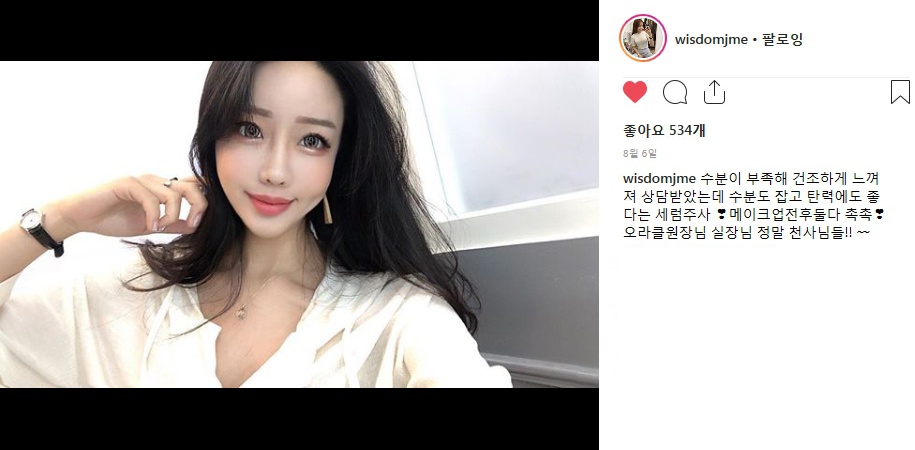 wisdomjme • 팔로잉
좋아요 534개
8월 6일
wisdomjme 수분이 부족해 건조하게 느껴
져 상담받았는데 수분도 잡고 탄력에도 좋
다는 세럼주사 ❣메이크업전후둘다 촉촉❣
오라클원장님 실장님 정말 천사님들!! ~~